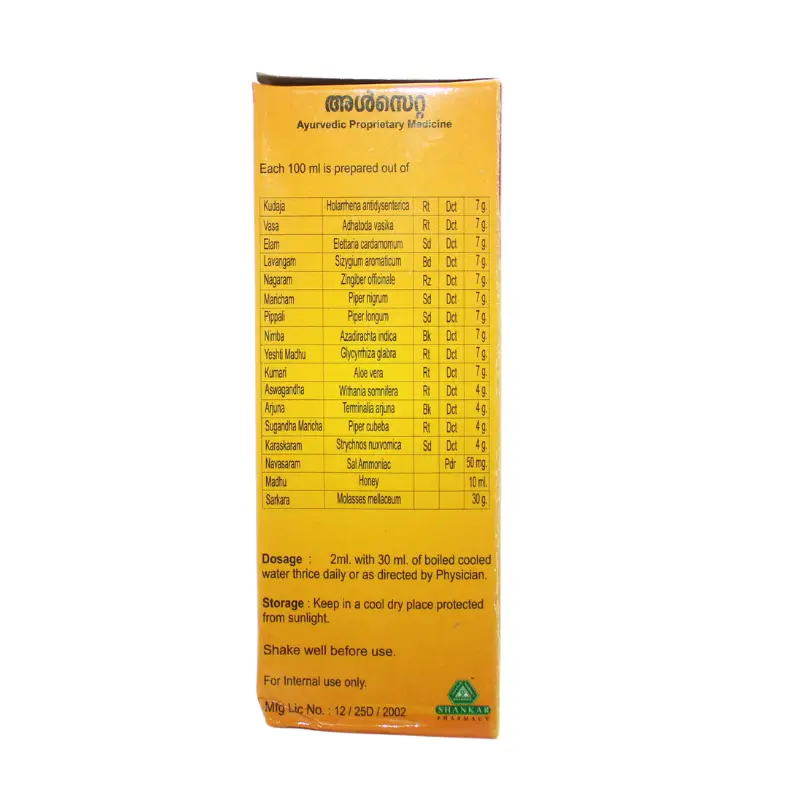 അൾസെറ്റ
Ayurvedic Proprietary Medicine
Each 100 ml is prepared out of
Kudaja Holarrhena antidysenterica Rt Dct 7 g.
Vasa Adhatoda vasika Rt Dct 7 g.
Elam Elettaria cardamomum Sd Dct 7 g.
Lavangam Sizygium aromaticum Bd Dct 7 g.
Nagaram Zingiber officinale Rz Dct 7 g.
Maricham Piper nigrum Sd Dct 7 g.
Pippali Piper longum Sd Dct 7 g.
Nimba Azadirachta indica Bk Dct 7 g.
Yeshti Madhu Glycyrrhiza glabra Rt Dct 7 g.
Kumari Aloe vera Rt Dct 7 g.
Aswagandha Withania somnifera Rt Dct 4 g.
Arjuna Terminalia arjuna Bk Dct 4 g.
Sugandha Maricha Piper cubeba Rt Dct 4 g.
Karaskaram Strychnos nuxvomica Sd Dct 4 g.
Navasaram Sal Ammoniac Pdr 50 mg.
Madhu Honey 10 ml.
Sarkara Molasses mellaceum 30 g.
Dosage : 2ml. with 30 ml. of boiled cooled
water thrice daily or as directed by Physician.
Storage : Keep in a cool dry place protected
from sunlight.
Shake well before use.
For Internal use only.
Mfg Lic No. : 12 / 25D / 2002
SHANKAR
PHARMACY